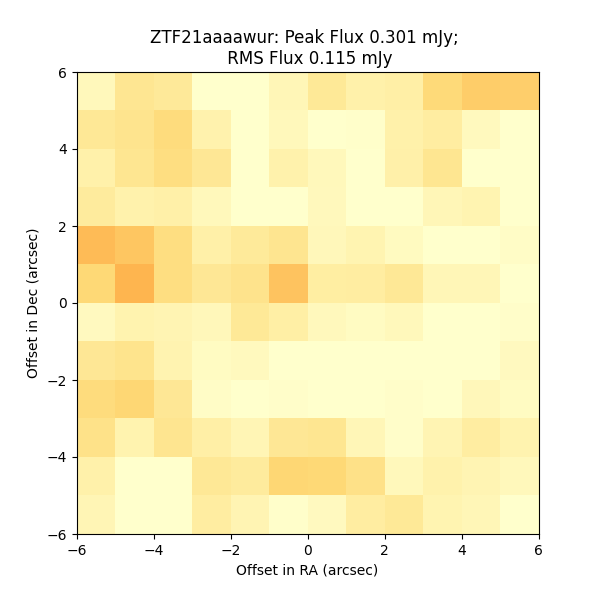 ZTF21aaaawur: Peak Flux 0.301 mJy;
RMS Flux 0.115 mJy
6
4
2
0
−2
−4
−6
Offset in Dec (arcsec)
−6 −4 −2 0 2 4 6
Offset in RA (arcsec)